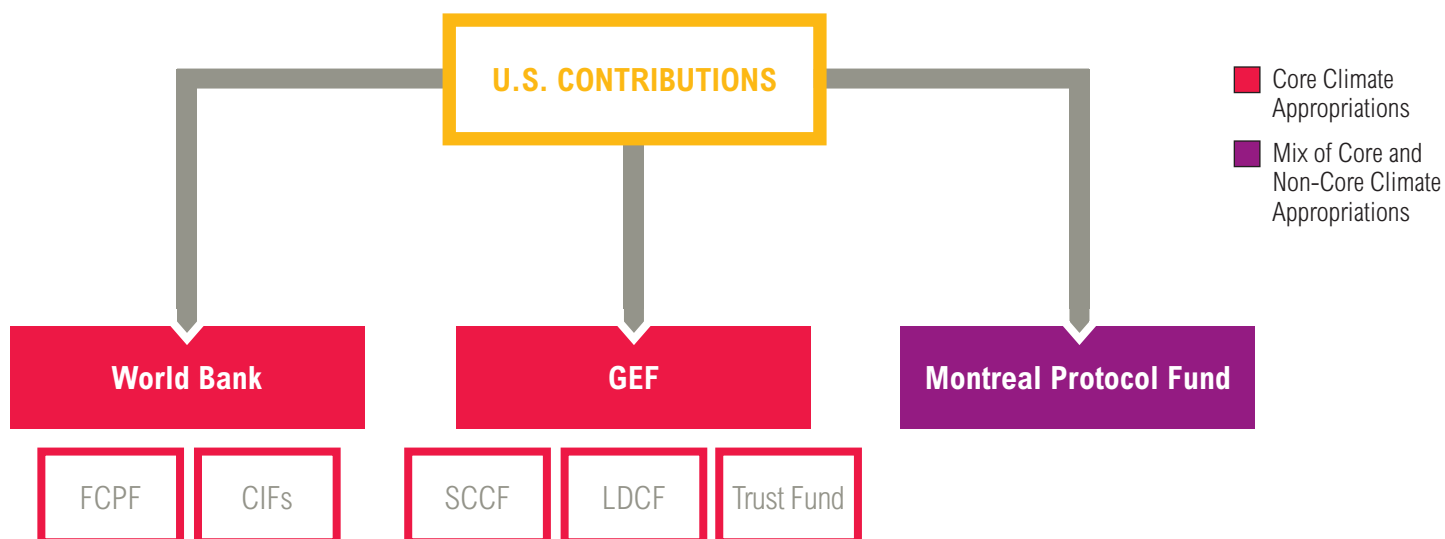 U.S. CONTRIBUTIONS
Core Climate
Appropriations
Mix of Core and
Non-Core Climate
Appropriations
World Bank
GEF
Montreal Protocol Fund
FCPF
CIFs
SCCF
LDCF
Trust Fund